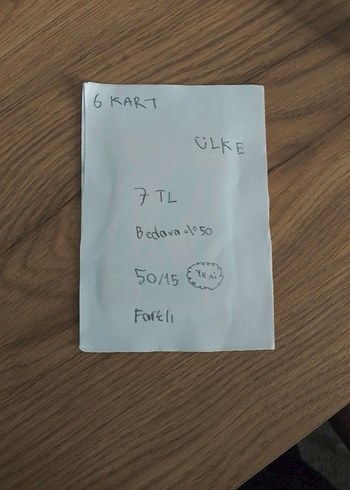 6 KART
ÜLKE
7 TL
Bedava %50
50/15 Yeni
Farklı